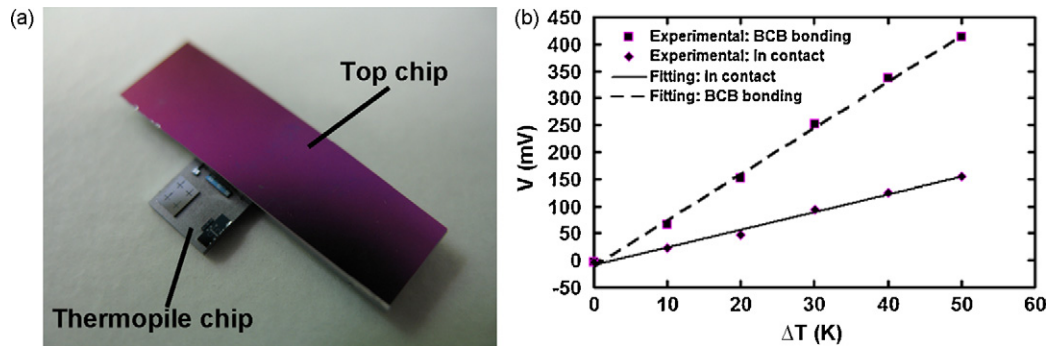 (a)
Top chip
Thermopile chip
(b)
450
400
350
300
250
200
150
100
50
0
-50
V (mV)
Experimental: BCB bonding
Experimental: In contact
Fitting: in contact
Fitting: BCB bonding
0 10 20 30 40 50 60
ΔT (K)